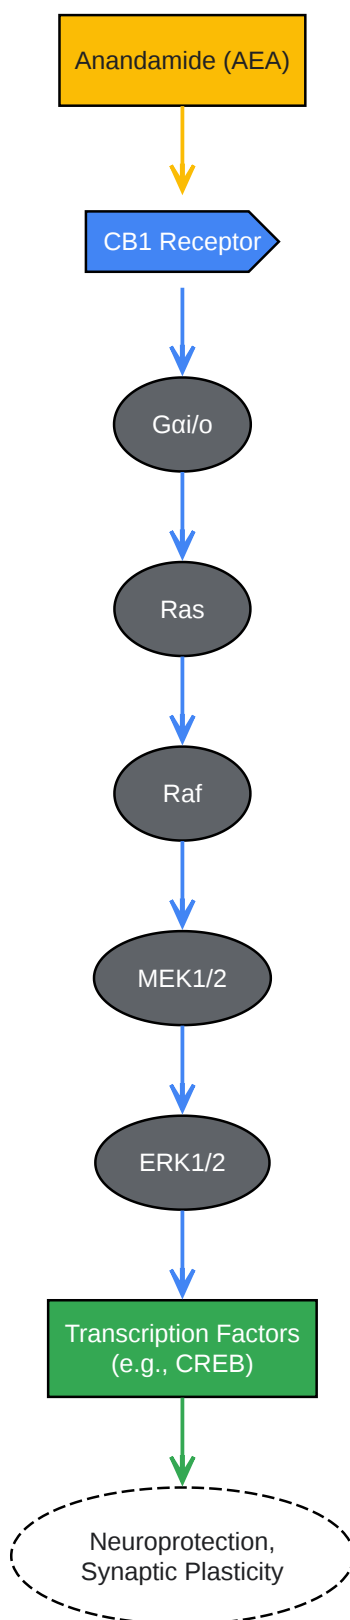 Anandamide (AEA)
CB1 Receptor
Gαi/o
Ras
Raf
MEK1/2
ERK1/2
Transcription Factors
(e.g., CREB)
Neuroprotection,
Synaptic Plasticity